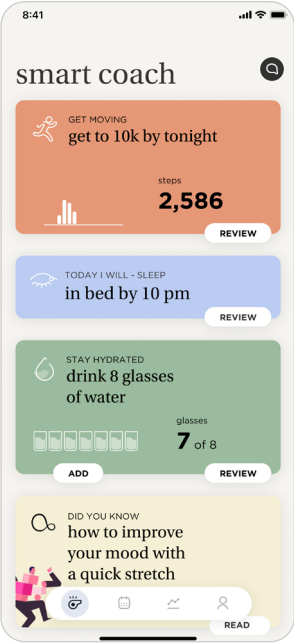 8:41
smart coach
GET MOVING
get to 10k by tonight
steps
2,586
REVIEW
TODAY I WILL - SLEEP
in bed by 10 pm
REVIEW
STAY HYDRATED
drink 8 glasses
of water
glasses
7 of 8
ADD
REVIEW
DID YOU KNOW
how to improve
your mood with
a quick stretch
READ